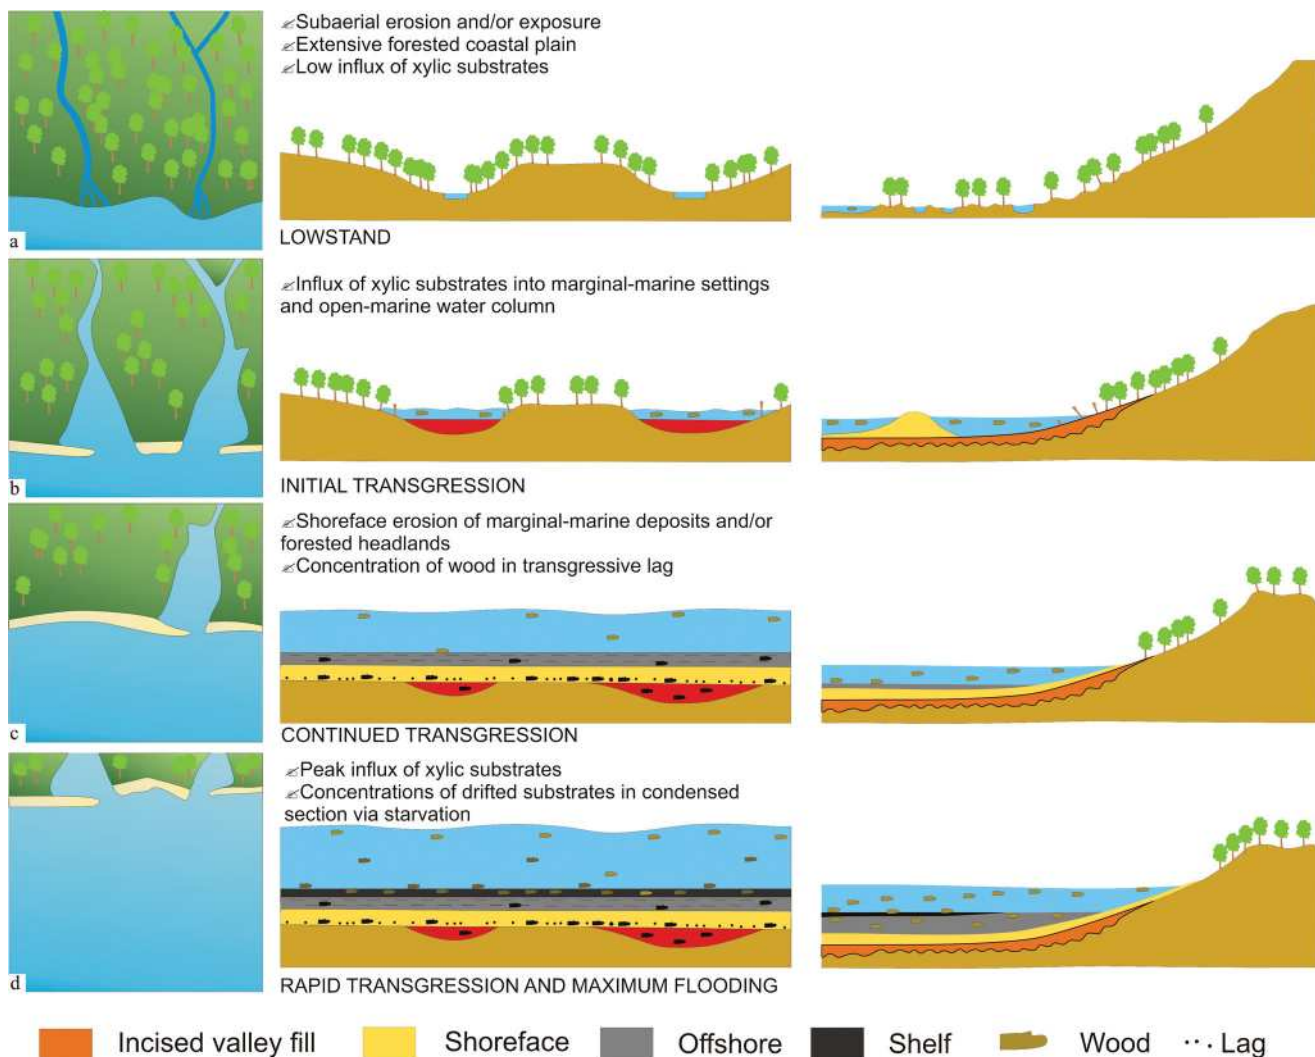 Subaerial erosion and/or exposure
Extensive forested coastal plain
Low influx of xylic substrates
a
LOWSTAND
Influx of xylic substrates into marginal-marine settings
and open-marine water column
b
INITIAL TRANSGRESSION
Shoreface erosion of marginal-marine deposits and/or
forested headlands
Concentration of wood in transgressive lag
c
CONTINUED TRANSGRESSION
Peak influx of xylic substrates
Concentrations of drifted substrates in condensed
section via starvation
d
RAPID TRANSGRESSION AND MAXIMUM FLOODING
Incised valley fill Shoreface Offshore Shelf Wood Lag